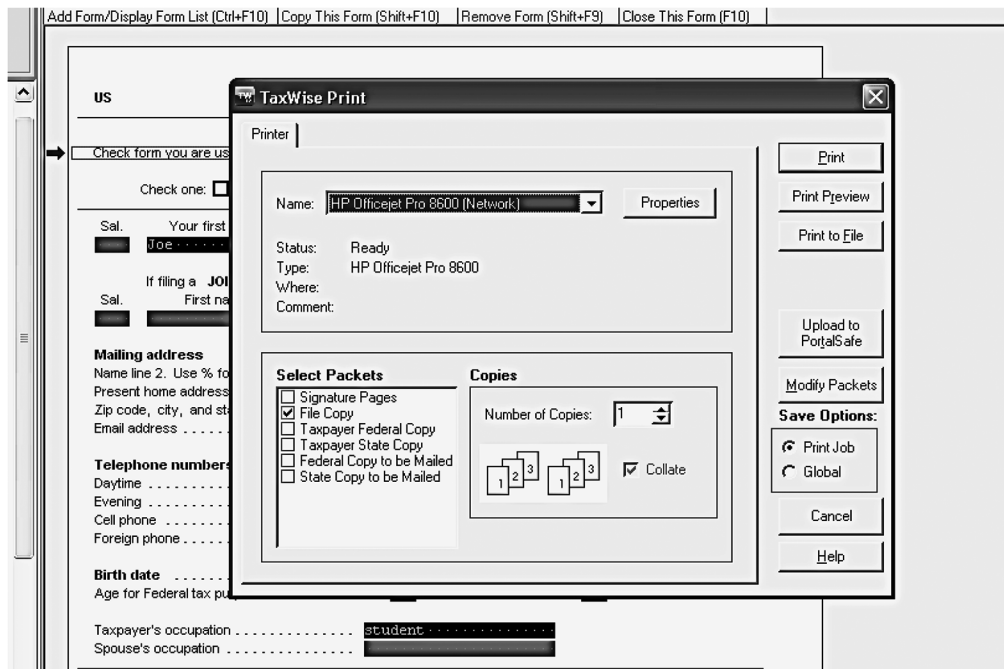 Add Form/Display Form List (Ctrl+F10) Copy This Form (Shift+F10) Remove Form (Shift+F9) Close This Form (F10)
US
Check form you are us
Check one:
Sal. Your first
Joe
If filing a JOI
Sal. First na
Mailing address
Name line 2. Use % fo
Present home address
Zip code, city, and sta
Email address . . . . .
Telephone numbers
Daytime . . . . . . . . .
Evening . . . . . . . . .
Cell phone . . . . . . .
Foreign phone . . . . .
Birth date . . . . . .
Age for Federal tax pu
Taxpayer's occupation . . . . . . . . . . . . . . student
Spouse's occupation . . . . . . . . . . . . . . .
TW TaxWise Print
Printer
Name: HP Officejet Pro 8600 (Network) Properties
Status: Ready
Type: HP Officejet Pro 8600
Where:
Comment:
Select Packets
Signature Pages
File Copy
Taxpayer Federal Copy
Taxpayer State Copy
Federal Copy to be Mailed
State Copy to be Mailed
Copies
Number of Copies: 1
1 2 3 1 2 3 Collate
Print
Print Preview
Print to File
Upload to
PortalSafe
Modify Packets
Save Options:
Print Job
Global
Cancel
Help